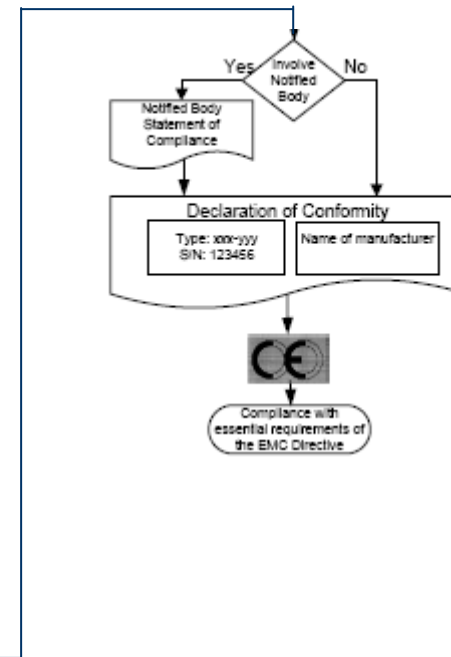 Yes
Involve
Notified
Body
No
Notified Body
Statement of
Compliance
Declaration of Conformity
Type: xxx-yyy
S/N: 123456
Name of manufacturer
CE
Compliance with
essential requirements of
the EMC Directive